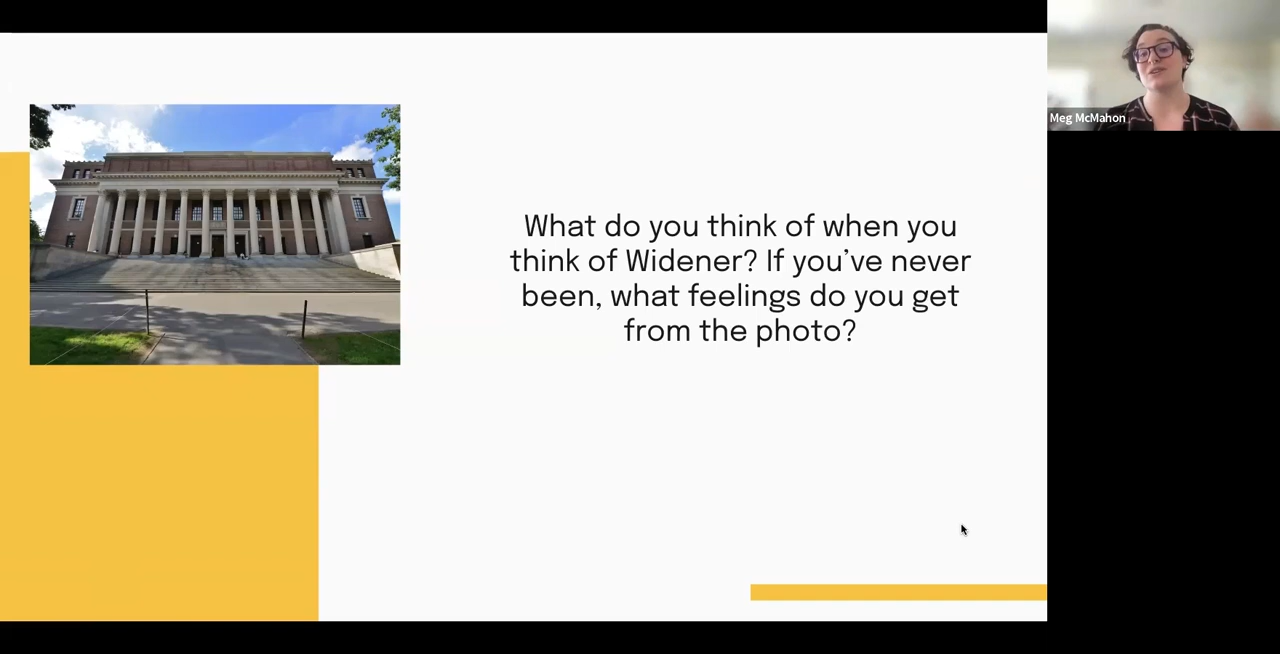 What do you think of when you
think of Widener? If you’ve never
been, what feelings do you get
from the photo?
Meg McMahon